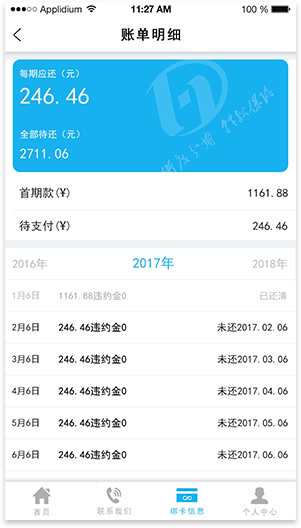 Applidium 11:27 AM 100 %
账单明细
每期应还（元）
246.46
全部待还（元）
2711.06
首期款(¥) 1161.88
待支付(¥) 246.46
2016年 2017年 2018年
1月6日 1161.88违约金0 已还清
2月6日 246.46违约金0 未还2017.02.06
3月6日 246.46违约金0 未还2017.03.06
4月6日 246.46违约金0 未还2017.04.06
5月6日 246.46违约金0 未还2017.05.06
6月6日 246.46违约金0 未还2017.06.06
首页 联系我们 绑卡信息 个人中心